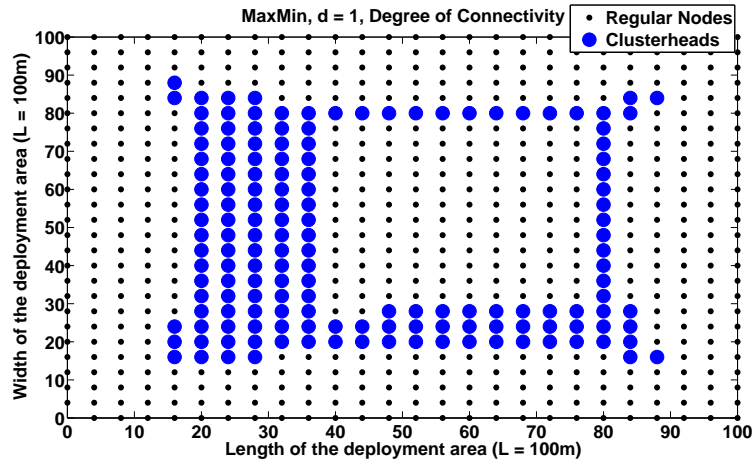 MaxMin, d = 1, Degree of Connectivity
Regular Nodes
Clusterheads
Width of the deployment area (L = 100m)
100
90
80
70
60
50
40
30
20
10
0
0 10 20 30 40 50 60 70 80 90 100
Length of the deployment area (L = 100m)